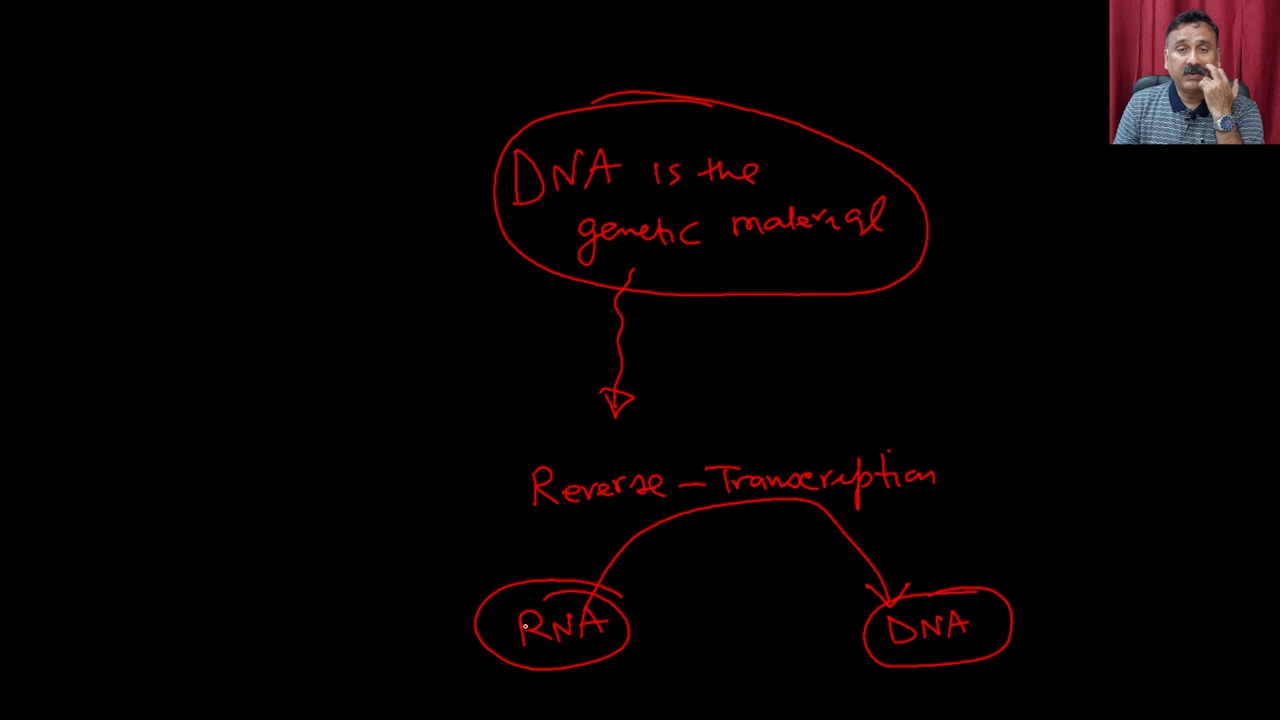 DNA is the
genetic material
Reverse - Transcription
RNA
DNA